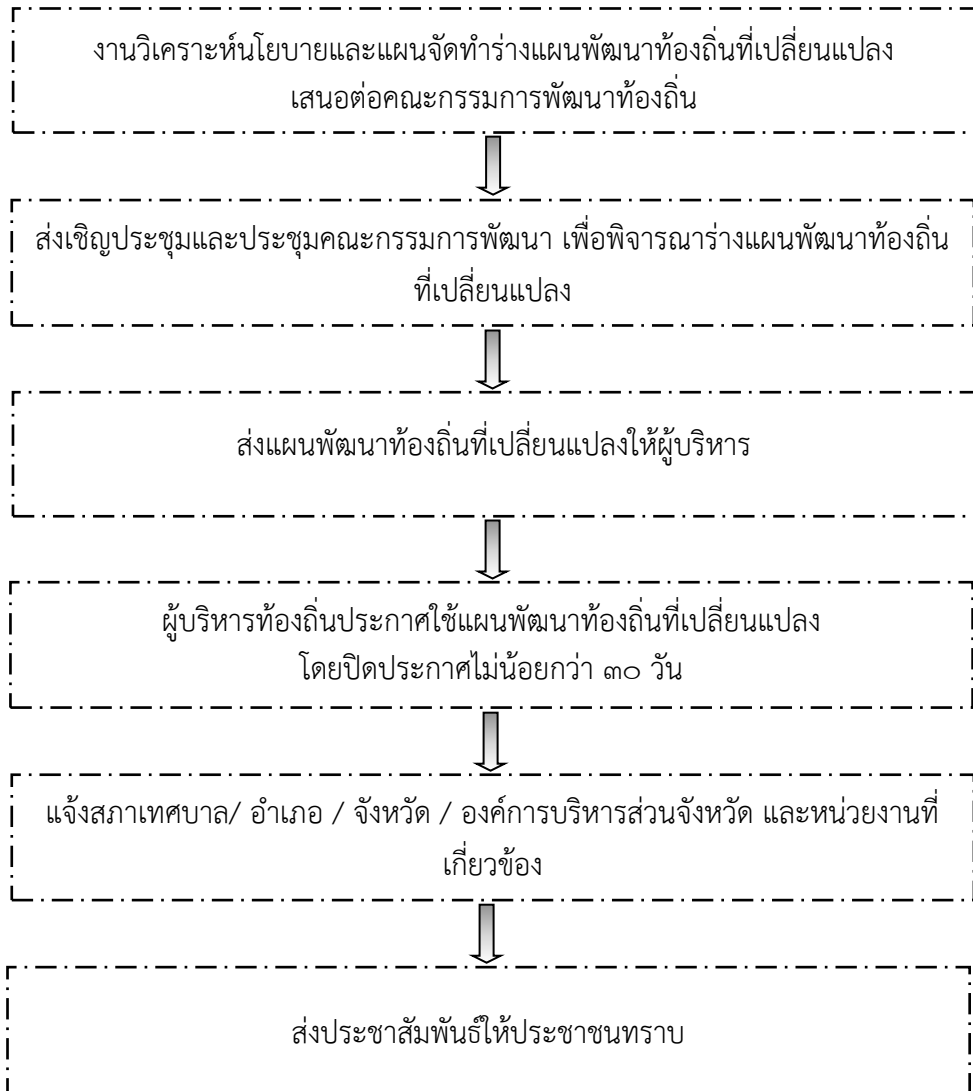 งานวิเคราะห์นโยบายและแผนจัดทำร่างแผนพัฒนาท้องถิ่นที่เปลี่ยนแปลง
เสนอต่อคณะกรรมการพัฒนาท้องถิ่น
ส่งเชิญประชุมและประชุมคณะกรรมการพัฒนา เพื่อพิจารณาร่างแผนพัฒนาท้องถิ่น
ที่เปลี่ยนแปลง
ส่งแผนพัฒนาท้องถิ่นที่เปลี่ยนแปลงให้ผู้บริหาร
ผู้บริหารท้องถิ่นประกาศใช้แผนพัฒนาท้องถิ่นที่เปลี่ยนแปลง
โดยปิดประกาศไม่น้อยกว่า ๓๐ วัน
แจ้งสภาเทศบาล/ อำเภอ / จังหวัด / องค์การบริหารส่วนจังหวัด และหน่วยงานที่
เกี่ยวข้อง
ส่งประชาสัมพันธ์ให้ประชาชนทราบ